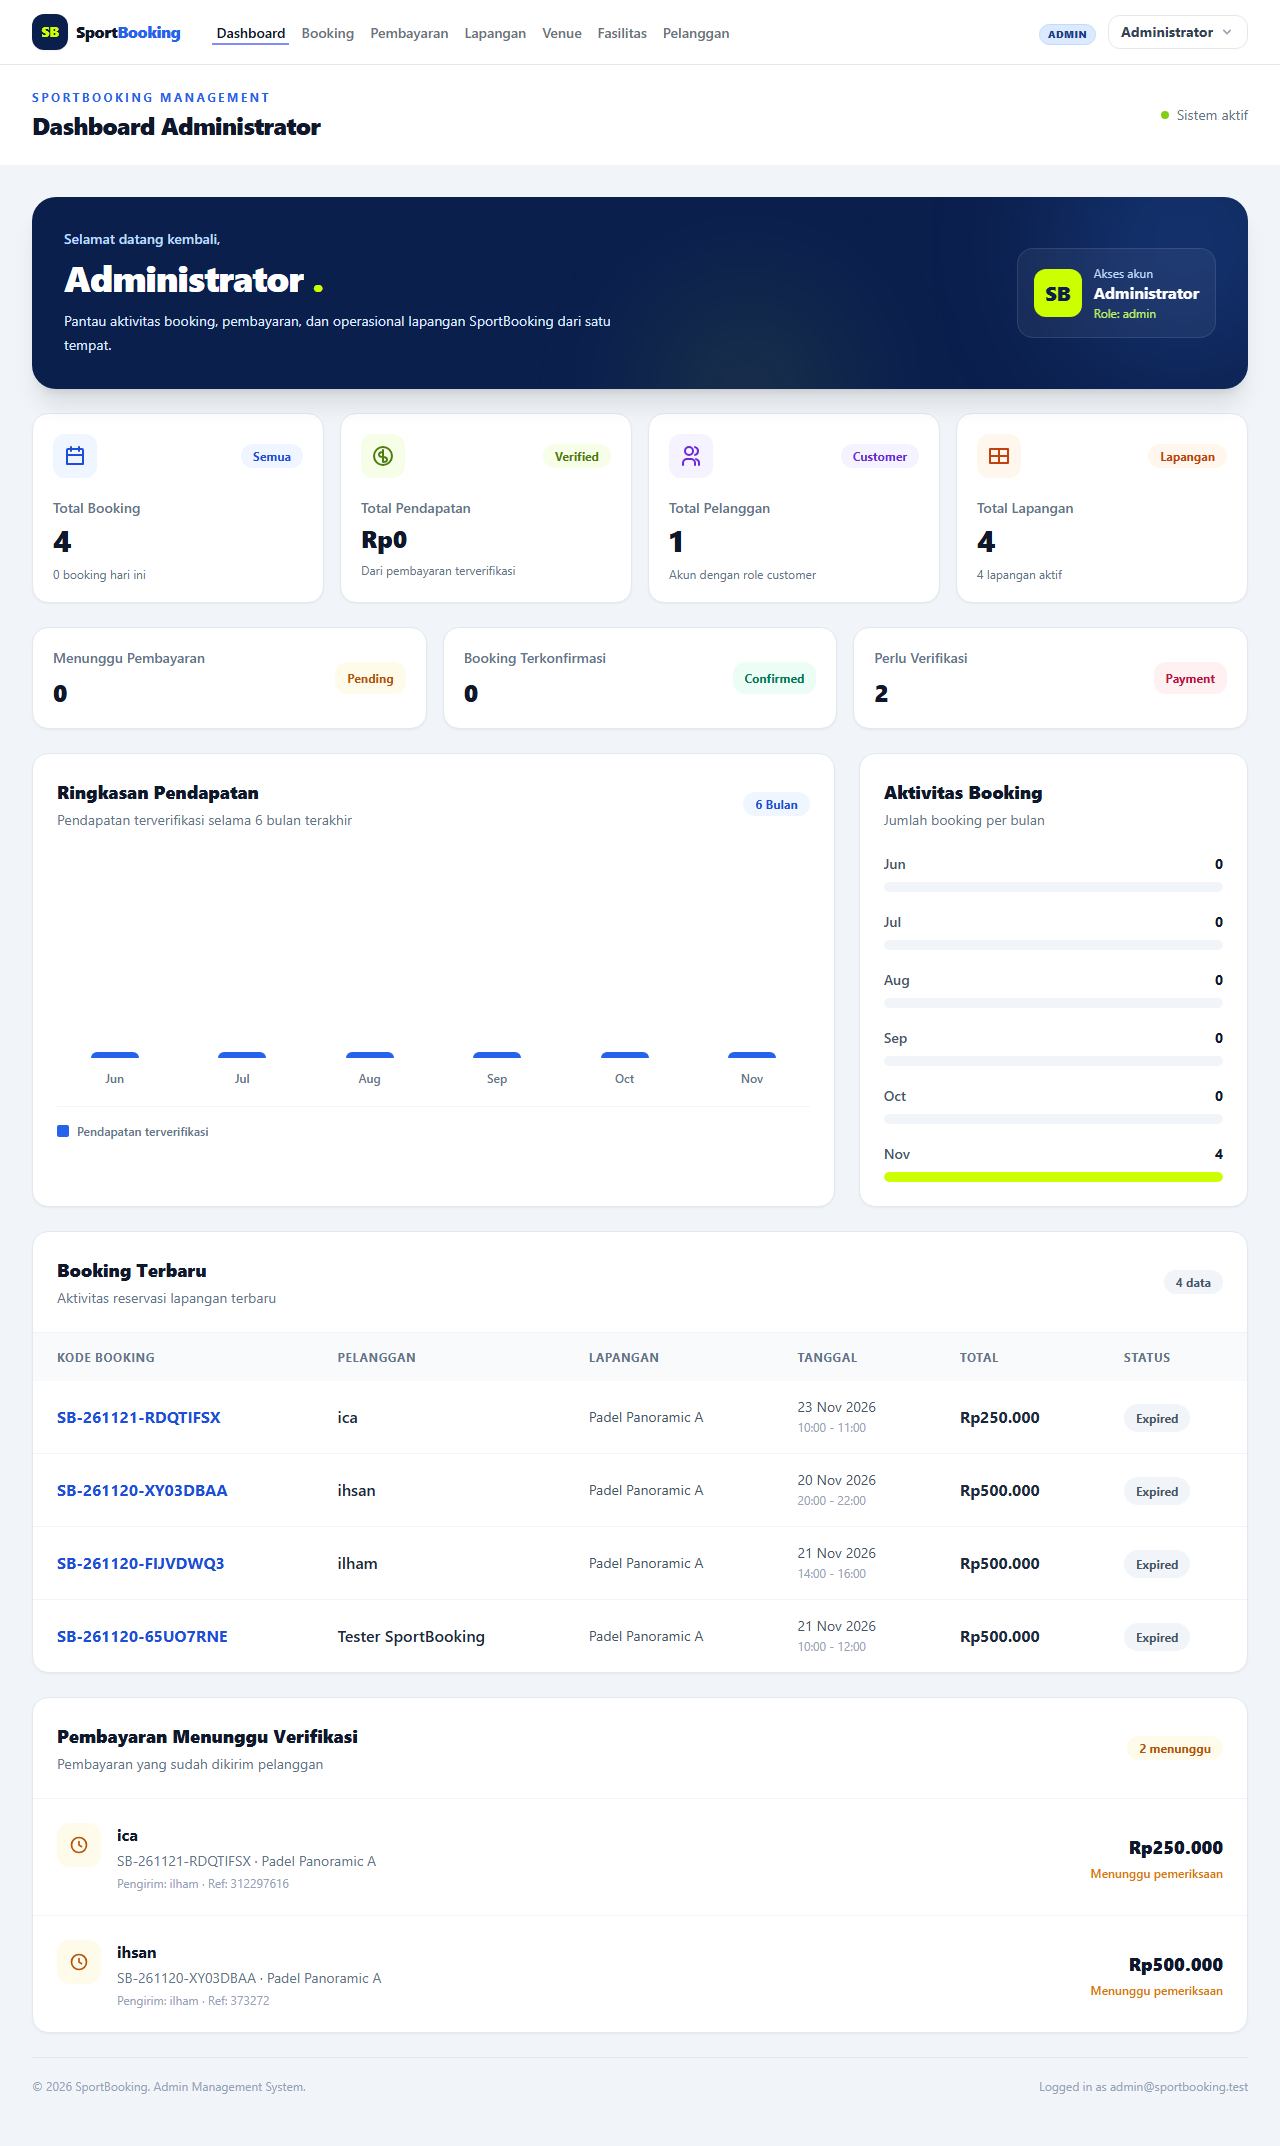 SB SportBooking Dashboard Booking Pembayaran Lapangan Venue Fasilitas Pelanggan ADMIN Administrator
SPORTBOOKING MANAGEMENT
Dashboard Administrator
Sistem aktif
Selamat datang kembali,
Administrator .
Pantau aktivitas booking, pembayaran, dan operasional lapangan SportBooking dari satu
tempat.
SB
Akses akun
Administrator
Role: admin
Semua
Total Booking
4
0 booking hari ini
Verified
Total Pendapatan
Rp0
Dari pembayaran terverifikasi
Customer
Total Pelanggan
1
Akun dengan role customer
Lapangan
Total Lapangan
4
4 lapangan aktif
Menunggu Pembayaran
0
Pending
Booking Terkonfirmasi
0
Confirmed
Perlu Verifikasi
2
Payment
Ringkasan Pendapatan
Pendapatan terverifikasi selama 6 bulan terakhir
6 Bulan
Jun Jul Aug Sep Oct Nov
Pendapatan terverifikasi
Aktivitas Booking
Jumlah booking per bulan
Jun 0
Jul 0
Aug 0
Sep 0
Oct 0
Nov 4
Booking Terbaru
Aktivitas reservasi lapangan terbaru
4 data
KODE BOOKING PELANGGAN LAPANGAN TANGGAL TOTAL STATUS
SB-261121-RDQTIFSX ica Padel Panoramic A 23 Nov 2026 Rp250.000 Expired
10:00 - 11:00
SB-261120-XY03DBAA ihsan Padel Panoramic A 20 Nov 2026 Rp500.000 Expired
20:00 - 22:00
SB-261120-FIJVDWQ3 ilham Padel Panoramic A 21 Nov 2026 Rp500.000 Expired
14:00 - 16:00
SB-261120-65UO7RNE Tester SportBooking Padel Panoramic A 21 Nov 2026 Rp500.000 Expired
10:00 - 12:00
Pembayaran Menunggu Verifikasi
Pembayaran yang sudah dikirim pelanggan
2 menunggu
ica
SB-261121-RDQTIFSX · Padel Panoramic A
Pengirim: ilham · Ref: 312297616
Rp250.000
Menunggu pemeriksaan
ihsan
SB-261120-XY03DBAA · Padel Panoramic A
Pengirim: ilham · Ref: 373272
Rp500.000
Menunggu pemeriksaan
© 2026 SportBooking. Admin Management System.
Logged in as admin@sportbooking.test